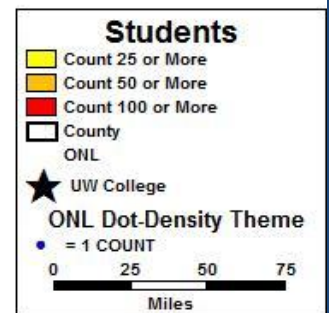 Students
Count 25 or More
Count 50 or More
Count 100 or More
County
ONL
UW College
ONL Dot-Density Theme
= 1 COUNT
0 25 50 75
Miles